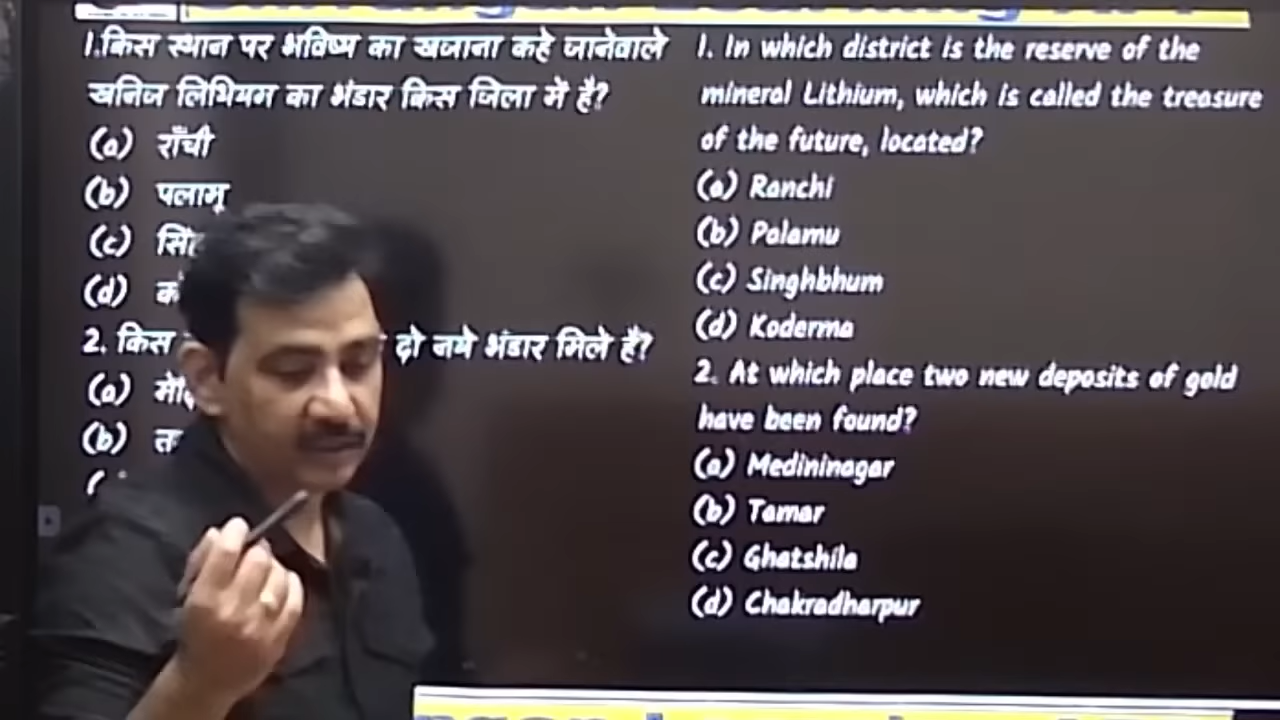 1.किस स्थान पर भविष्य का खजाना कहे जानेवाले
खनिज लिथियम का भंडार किस जिला में है?
(a) राँची
(b) पलामू
(c)
(d)
2. किस
दो नये भंडार मिले हैं?
(a)
(b)
1. In which district is the reserve of the
mineral Lithium, which is called the treasure
of the future, located?
(a) Ranchi
(b) Palamu
(c) Singhbhum
(d) Koderma
2. At which place two new deposits of gold
have been found?
(a) Medininagar
(b) Tamar
(c) Ghatshila
(d) Chakradharpur